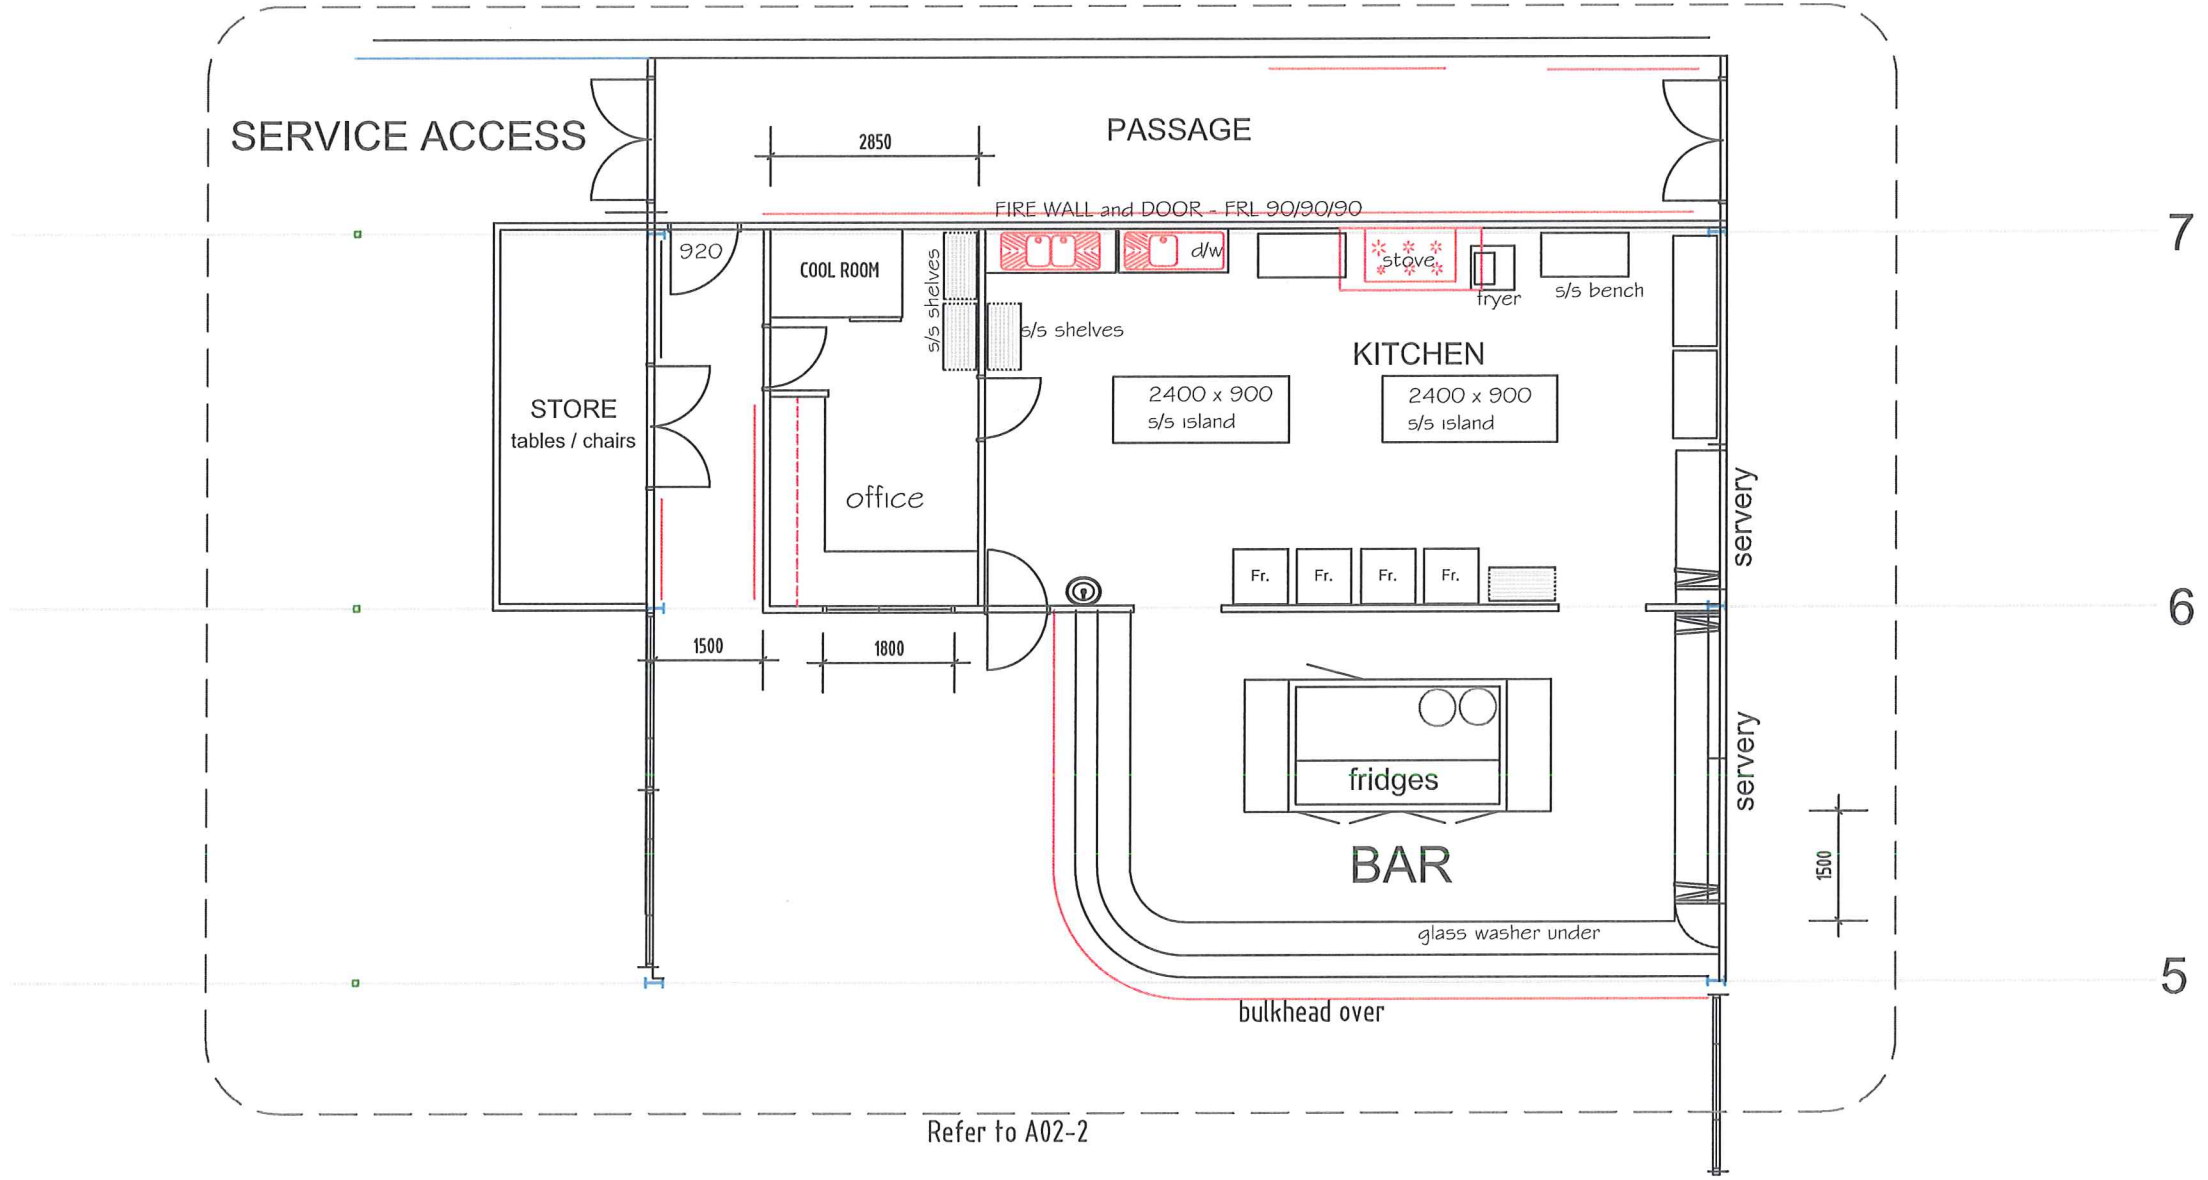 SERVICE ACCESS
PASSAGE
2850
FIRE WALL and DOOR - FRL 90/90/90
7
920
COOL ROOM
s/s shelves
d/w
stove
fryer
s/s bench
s/s shelves
KITCHEN
STORE
tables / chairs
2400 x 900
s/s island
2400 x 900
s/s island
office
servery
Fr.
Fr.
Fr.
Fr.
6
1500
1800
fridges
servery
BAR
1500
glass washer under
5
bulkhead over
Refer to A02-2